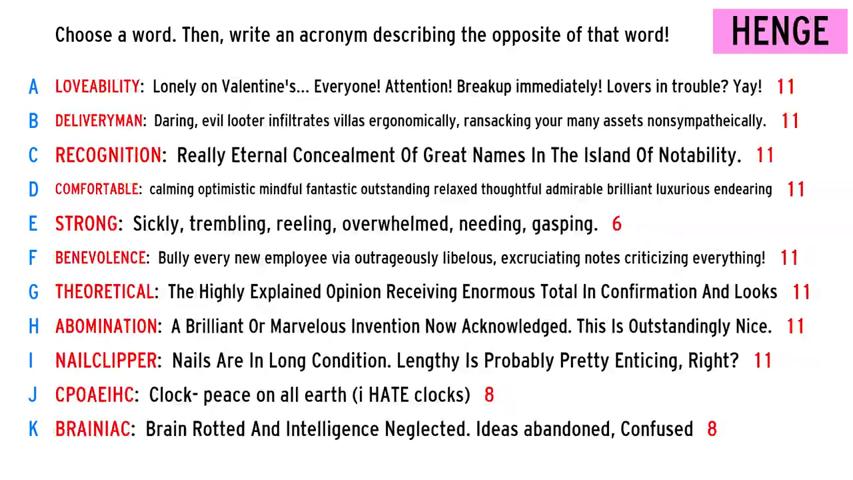 Choose a word. Then, write an acronym describing the opposite of that word!
HENGE
A LOVEABILITY: Lonely on Valentine's... Everyone! Attention! Breakup immediately! Lovers in trouble? Yay! 11
B DELIVERYMAN: Daring, evil looter infiltrates villas ergonomically, ransacking your many assets nonsympatheically. 11
C RECOGNITION: Really Eternal Concealment Of Great Names In The Island Of Notability. 11
D COMFORTABLE: calming optimistic mindful fantastic outstanding relaxed thoughtful admirable brilliant luxurious endearing 11
E STRONG: Sickly, trembling, reeling, overwhelmed, needing, gasping. 6
F BENEVOLENCE: Bully every new employee via outrageously libelous, excruciating notes criticizing everything! 11
G THEORETICAL: The Highly Explained Opinion Receiving Enormous Total In Confirmation And Looks 11
H ABOMINATION: A Brilliant Or Marvelous Invention Now Acknowledged. This Is Outstandingly Nice. 11
I NAILCLIPPER: Nails Are In Long Condition. Lengthy Is Probably Pretty Enticing, Right? 11
J CPOAEIHC: Clock- peace on all earth (i HATE clocks) 8
K BRAINIAC: Brain Rotted And Intelligence Neglected. Ideas abandoned, Confused 8